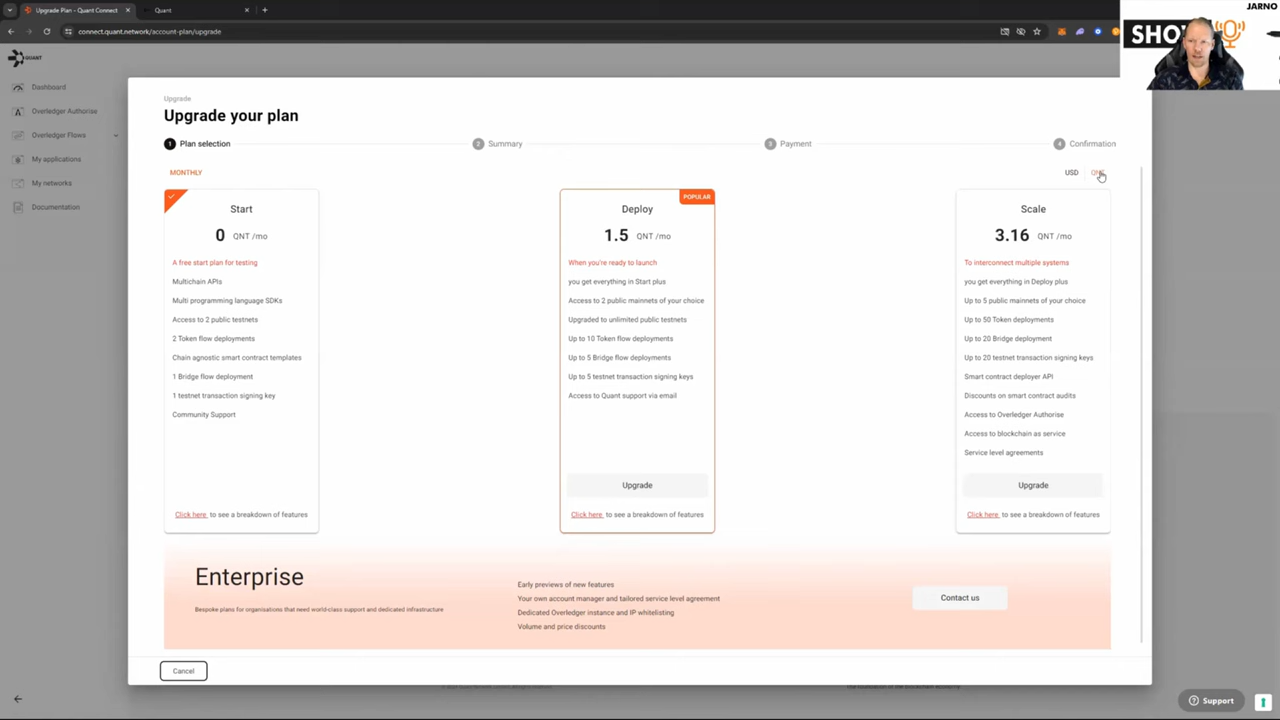 Upgrade Plan - Quant Connect
Quant
connect.quant.network/account-plan/upgrade
JARNO
SHO
QUANT
Dashboard
Overledger Authorise
Overledger Flows
My applications
My networks
Documentation
Upgrade
Upgrade your plan
1 Plan selection
2 Summary
3 Payment
4 Confirmation
MONTHLY
USD
Start
0 QNT /mo
A free start plan for testing
Multichain APIs
Multi programming language SDKs
Access to 2 public testnets
2 Token flow deployments
Chain agnostic smart contract templates
1 Bridge flow deployment
1 testnet transaction signing key
Community Support
Click here to see a breakdown of features
POPULAR
Deploy
1.5 QNT /mo
When you're ready to launch
you get everything in Start plus
Access to 2 public mainnets of your choice
Upgraded to unlimited public testnets
Up to 10 Token flow deployments
Up to 5 Bridge flow deployments
Up to 5 testnet transaction signing keys
Access to Quant support via email
Upgrade
Click here to see a breakdown of features
Scale
3.16 QNT /mo
To interconnect multiple systems
you get everything in Deploy plus
Up to 5 public mainnets of your choice
Up to 50 Token deployments
Up to 20 Bridge deployment
Up to 20 testnet transaction signing keys
Smart contract deployer API
Discounts on smart contract audits
Access to Overledger Authorise
Access to blockchain as service
Service level agreements
Upgrade
Click here to see a breakdown of features
Enterprise
Bespoke plans for organisations that need world-class support and dedicated infrastructure
Early previews of new features
Your own account manager and tailored service level agreement
Dedicated Overledger instance and IP whitelisting
Volume and price discounts
Contact us
Cancel
Support